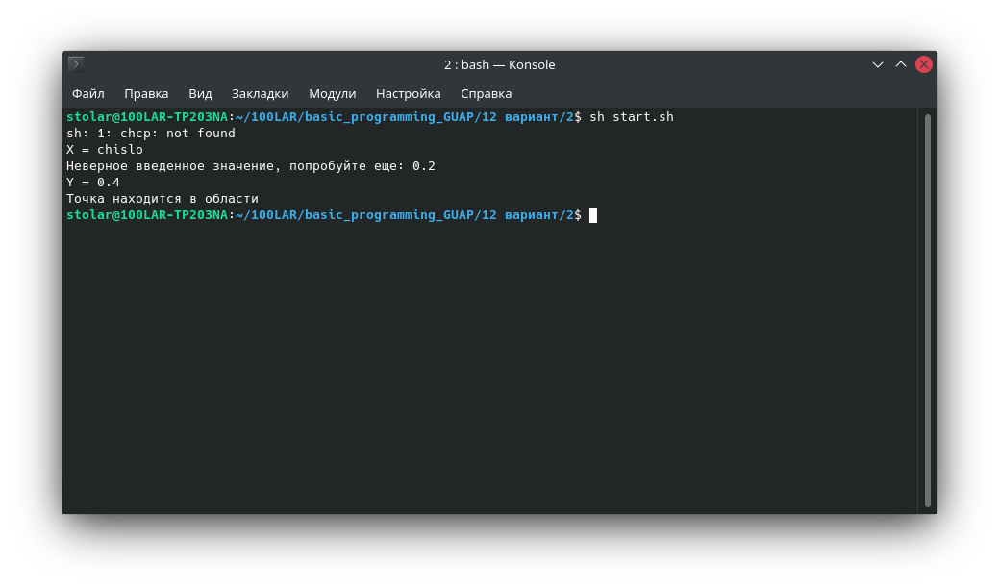 2 : bash — Konsole
Файл Правка Вид Закладки Модули Настройка Справка
stolar@100LAR-TP203NA:~/100LAR/basic_programming_GUAP/12 вариант/2$ sh start.sh
sh: 1: chcp: not found
X = chislo
Неверное введенное значение, попробуйте еще: 0.2
Y = 0.4
Точка находится в области
stolar@100LAR-TP203NA:~/100LAR/basic_programming_GUAP/12 вариант/2$